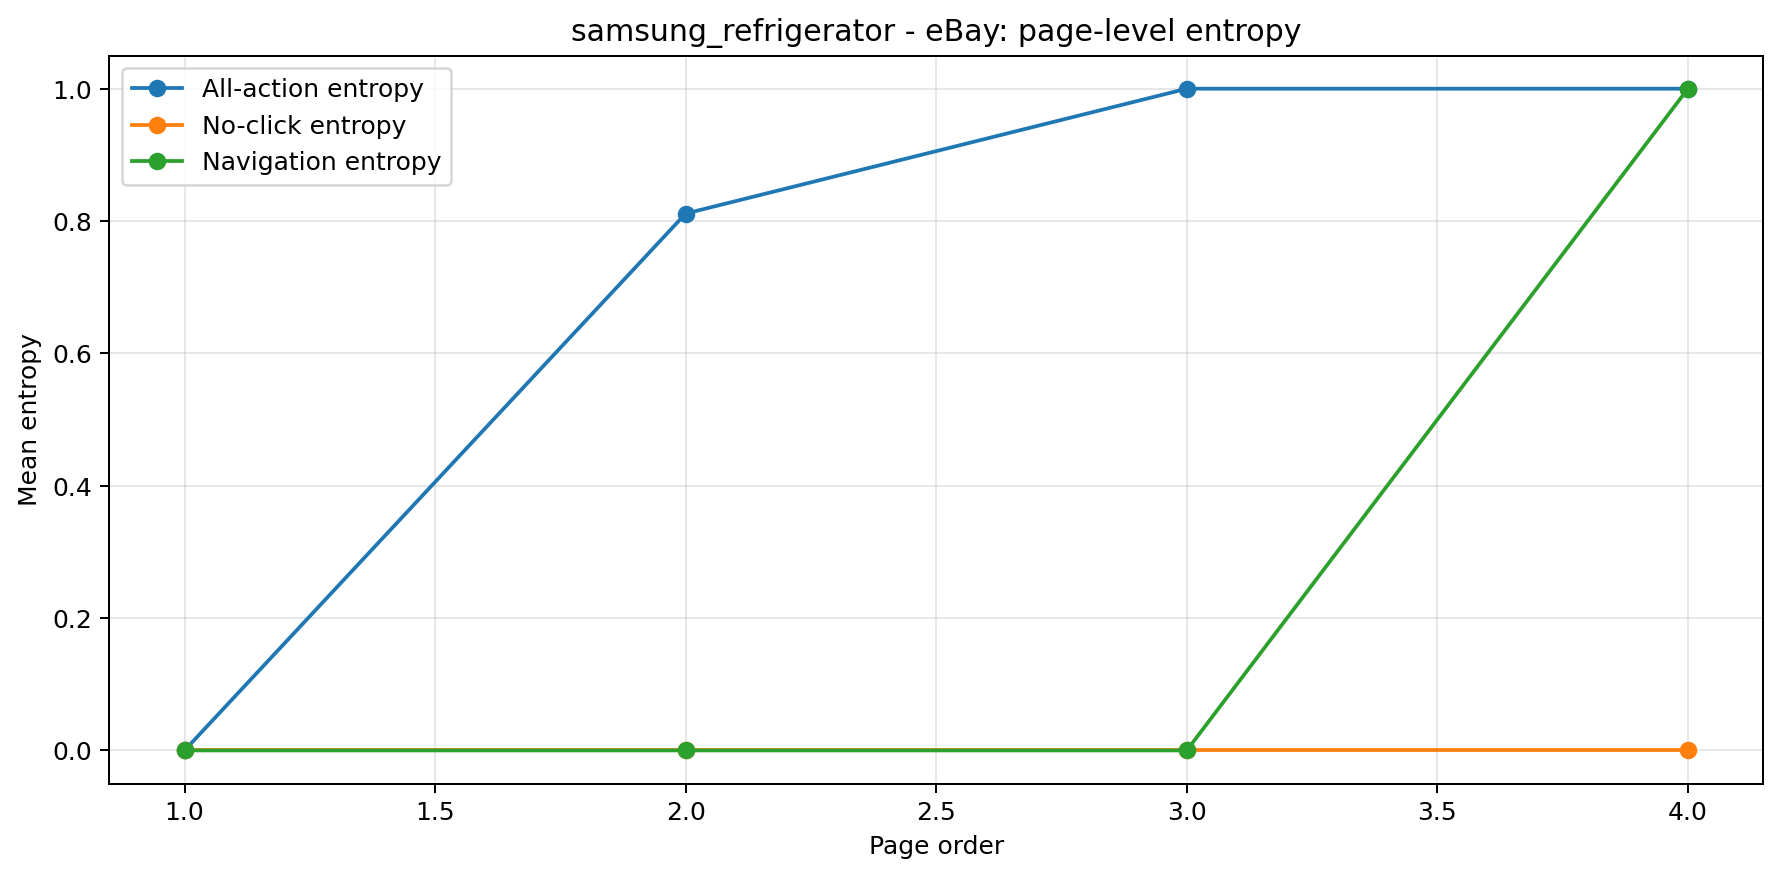 samsung_refrigerator - eBay: page-level entropy
All-action entropy
No-click entropy
Navigation entropy
Mean entropy
1.0
0.8
0.6
0.4
0.2
0.0
1.0 1.5 2.0 2.5 3.0 3.5 4.0
Page order